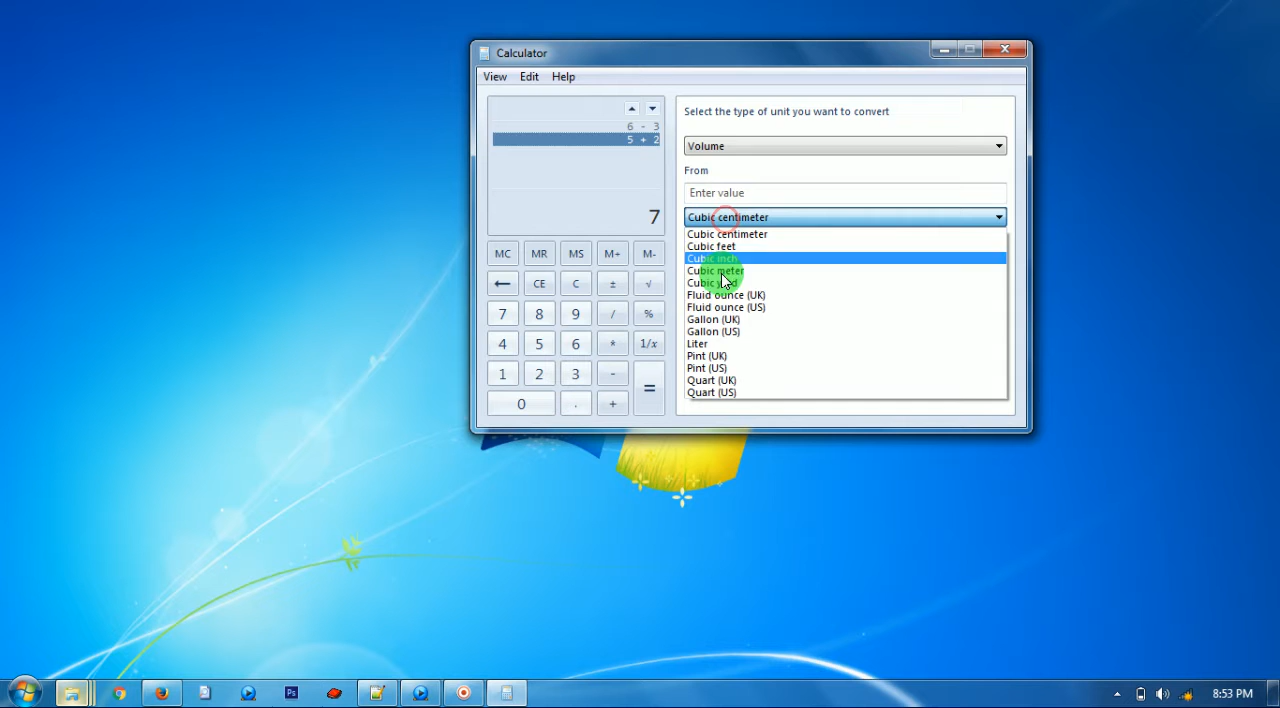 Calculator
View Edit Help
6 - 3
5 + 2
7
MC MR MS M+ M-
← CE C ± √
7 8 9 / %
4 5 6 * 1/x
1 2 3 - =
0 . +
Select the type of unit you want to convert
Volume
From
Enter value
Cubic centimeter
Cubic centimeter
Cubic feet
Cubic inch
Cubic meter
Cubic yard
Fluid ounce (UK)
Fluid ounce (US)
Gallon (UK)
Gallon (US)
Liter
Pint (UK)
Pint (US)
Quart (UK)
Quart (US)
Ps
8:53 PM